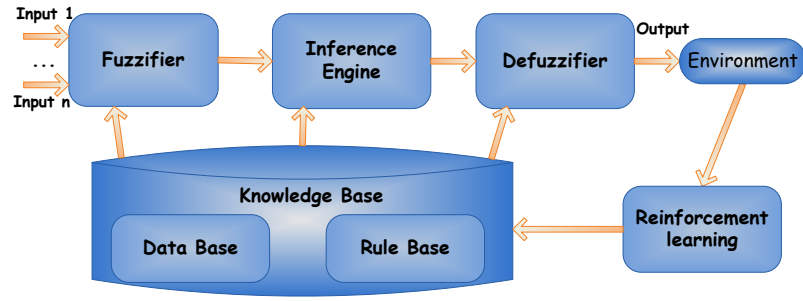 Input 1
...
Input n
Fuzzifier
Inference
Engine
Defuzzifier
Output
Environment
Knowledge Base
Data Base
Rule Base
Reinforcement
learning